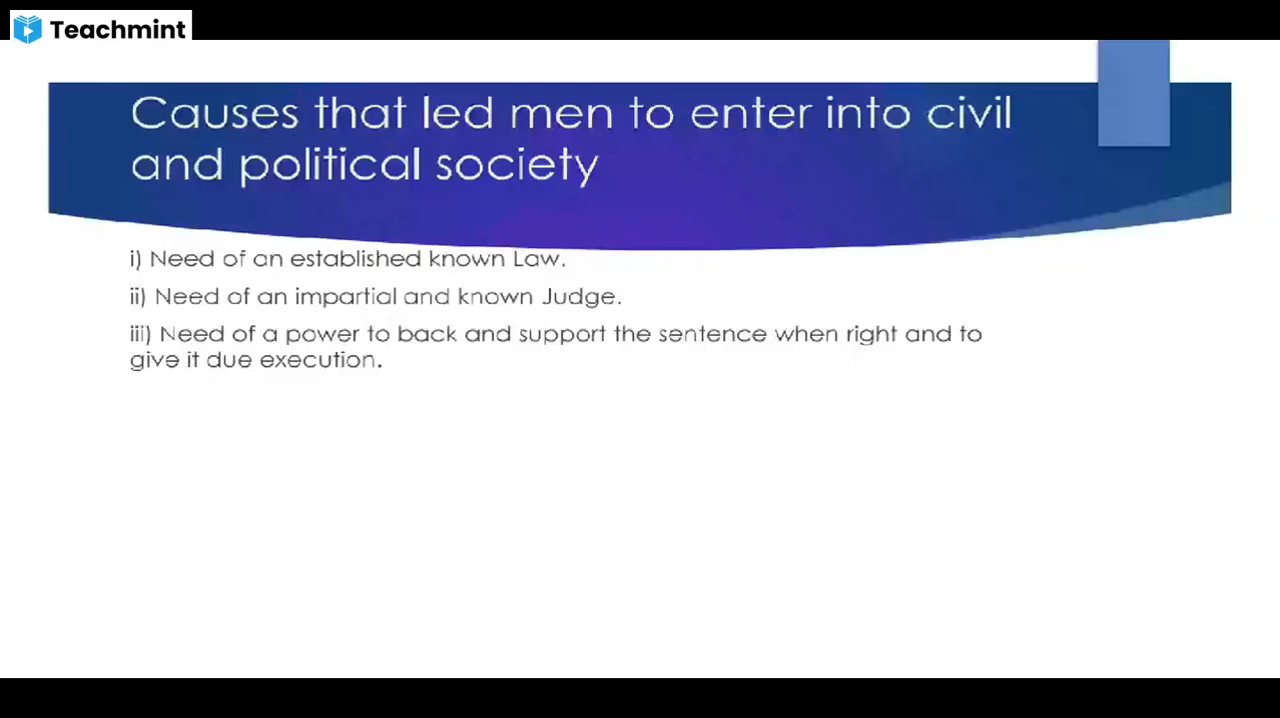 Teachmint
Causes that led men to enter into civil
and political society
i) Need of an established known Law.
ii) Need of an impartial and known Judge.
iii) Need of a power to back and support the sentence when right and to
give it due execution.